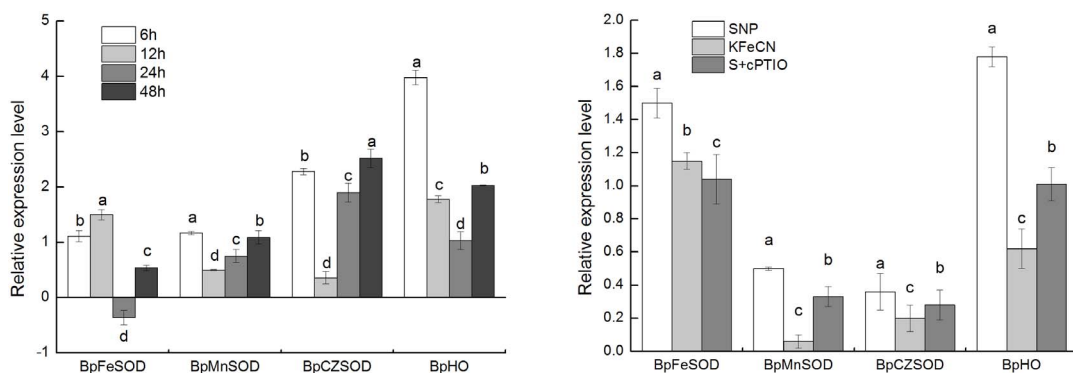 5
4
3
2
1
0
-1
Relative expression level
6h
12h
24h
48h
b
a
d
c
a
d
c
b
b
d
c
a
a
c
d
b
BpFeSOD
BpMnSOD
BpCZSOD
BpHO
2.0
1.8
1.6
1.4
1.2
1.0
0.8
0.6
0.4
0.2
0.0
Relative expression level
SNP
KFeCN
S+cPTIO
a
b
c
a
c
b
a
c
b
a
c
b
BpFeSOD
BpMnSOD
BpCZSOD
BpHO